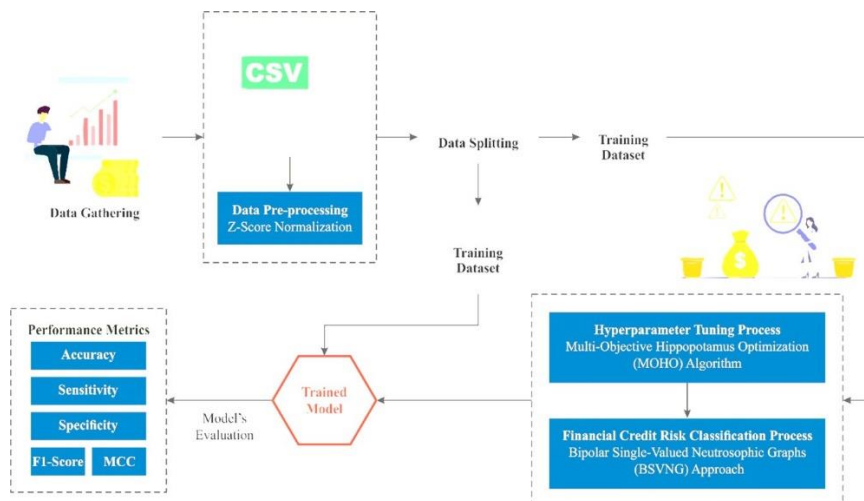 CSV
Data Gathering
Data Pre-processing
Z-Score Normalization
Data Splitting
Training
Dataset
Training
Dataset
Performance Metrics
Accuracy
Sensitivity
Specificity
F1-Score
MCC
Model's
Evaluation
Trained
Model
Hyperparameter Tuning Process
Multi-Objective Hippopotamus Optimization
(MOHO) Algorithm
Financial Credit Risk Classification Process
Bipolar Single-Valued Neutrosophic Graphs
(BSVNG) Approach